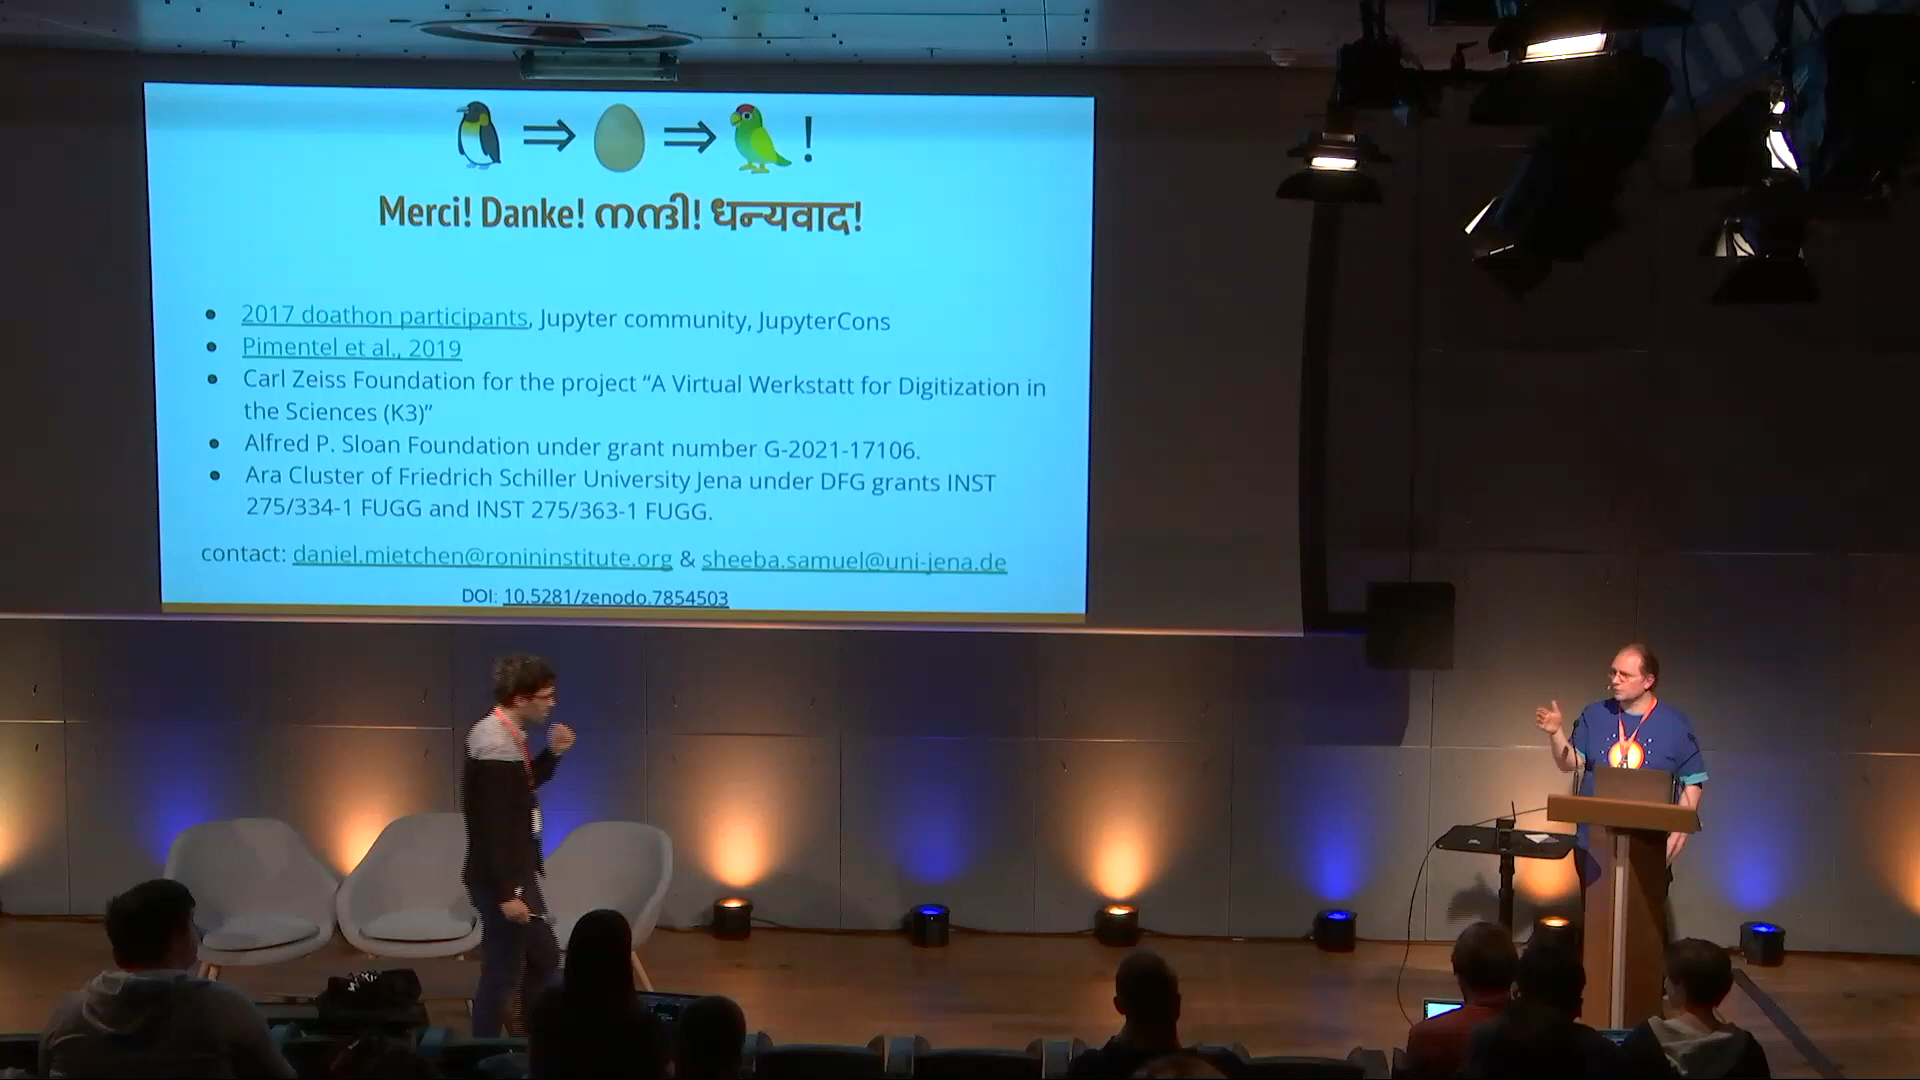 ⇒ ⇒ !
Merci! Danke! നന്ദി! धन्यवाद!
2017 doathon participants, Jupyter community, JupyterCons
Pimentel et al., 2019
Carl Zeiss Foundation for the project “A Virtual Werkstatt for Digitization in
the Sciences (K3)”
Alfred P. Sloan Foundation under grant number G-2021-17106.
Ara Cluster of Friedrich Schiller University Jena under DFG grants INST
275/334-1 FUGG and INST 275/363-1 FUGG.
contact: daniel.mietchen@ronininstitute.org & sheeba.samuel@uni-jena.de
DOI: 10.5281/zenodo.7854503